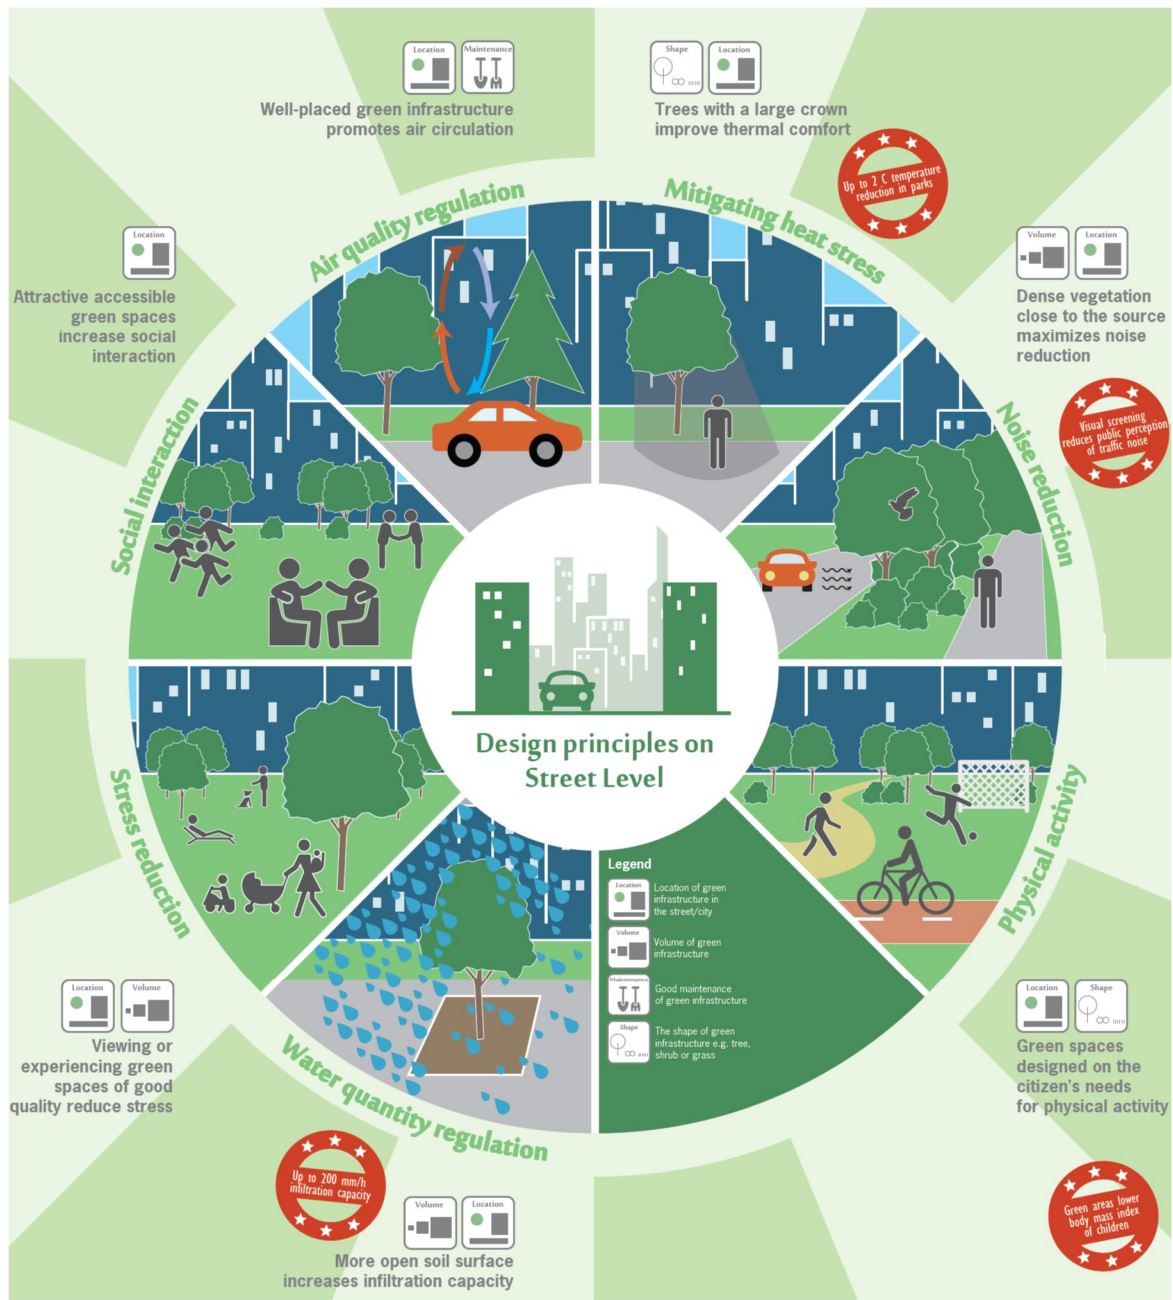 Location
Maintenance
Well-placed green infrastructure
promotes air circulation
Shape
Location
Trees with a large crown
improve thermal comfort
Up to 2 C temperature
reduction in parks
Air quality regulation
Mitigating heat stress
Location
Attractive accessible
green spaces
increase social
interaction
Volume
Location
Dense vegetation
close to the source
maximizes noise
reduction
Visual screening
reduces public perception
of traffic noise
Social interaction
Noise reduction
Design principles on
Street Level
Stress reduction
Physical activity
Legend
Location
Location of green
infrastructure in
the street/city
Volume
Volume of green
infrastructure
Maintenance
Good maintenance
of green infrastructure
Shape
The shape of green
infrastructure e.g. tree,
shrub or grass
Location
Volume
Viewing or
experiencing green
spaces of good
quality reduce stress
Location
Shape
Green spaces
designed on the
citizen's needs
for physical activity
Water quantity regulation
Up to 200 mm/h
infiltration capacity
Volume
Location
More open soil surface
increases infiltration capacity
Green areas lower
body mass index
of children